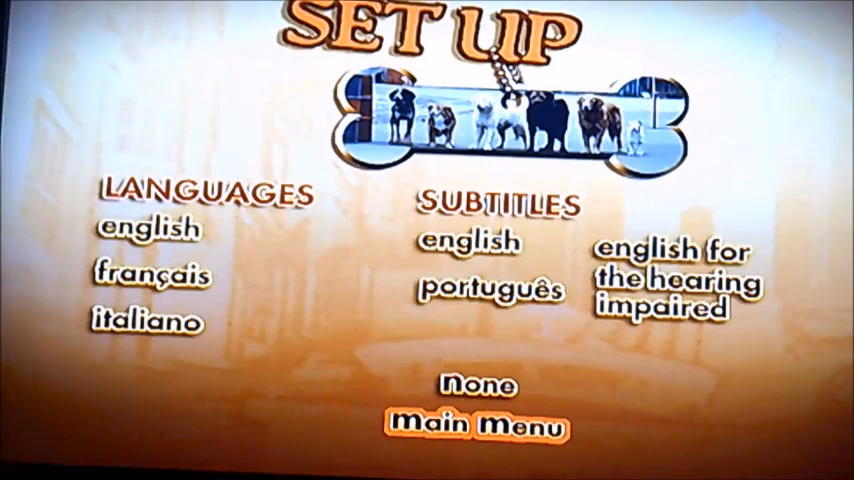 SET UP
LANGUAGES
english
français
italiano
SUBTITLES
english
português
english for
the hearing
impaired
none
main menu